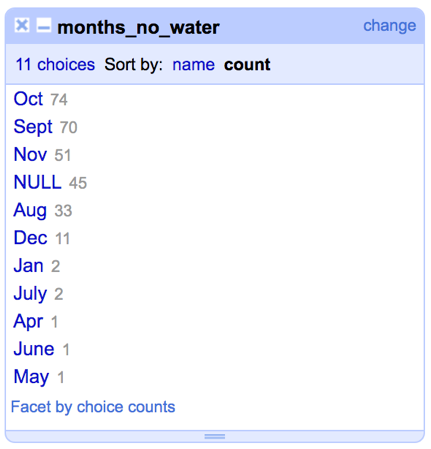 months_no_water change
11 choices Sort by: name count
Oct 74
Sept 70
Nov 51
NULL 45
Aug 33
Dec 11
Jan 2
July 2
Apr 1
June 1
May 1
Facet by choice counts